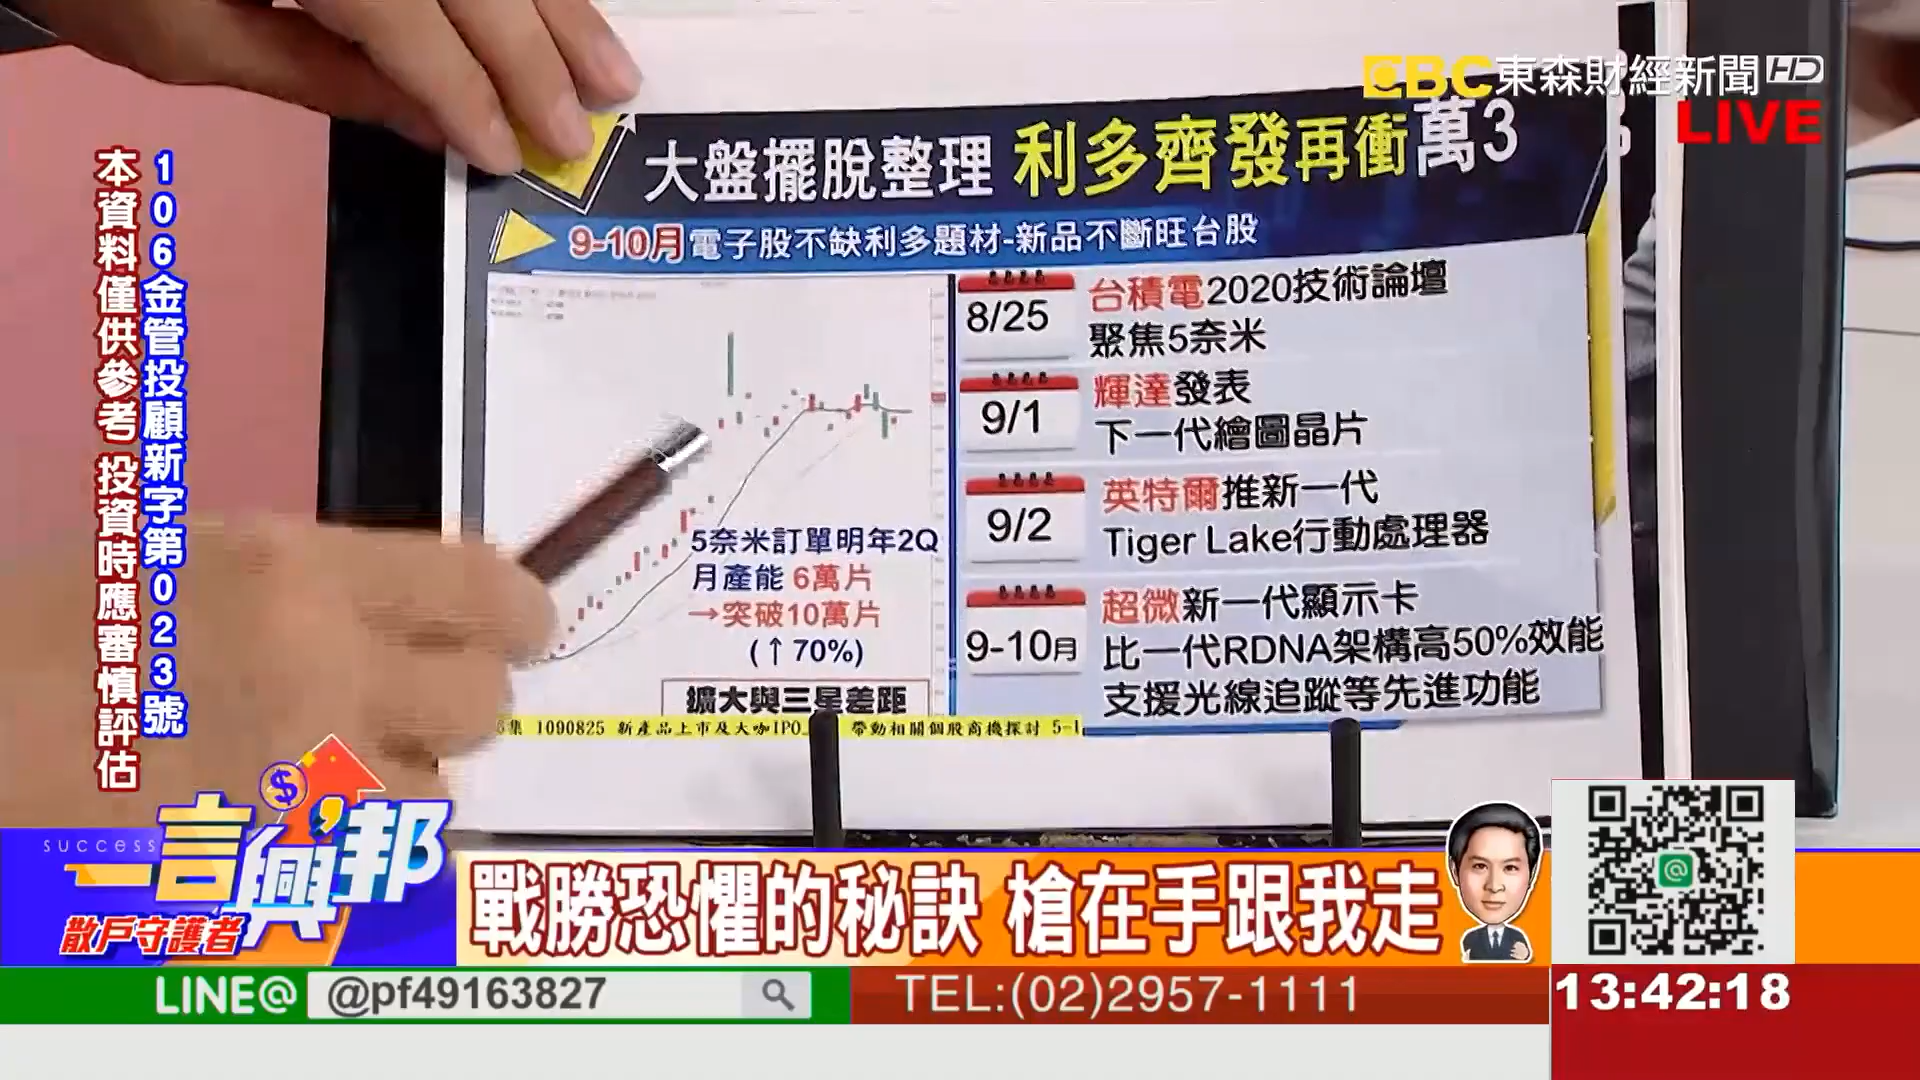 EBC東森財經新聞HD
LIVE
106金管投顧新字第023號
本資料僅供參考 投資時應審慎評估
大盤擺脫整理 利多齊發再衝萬3
9-10月電子股不缺利多題材-新品不斷旺台股
8/25
台積電2020技術論壇
聚焦5奈米
9/1
輝達發表
下一代繪圖晶片
9/2
英特爾推新一代
Tiger Lake行動處理器
9-10月
超微新一代顯示卡
比一代RDNA架構高50%效能
支援光線追蹤等先進功能
5奈米訂單明年2Q
月產能 6萬片
→突破10萬片
(↑70%)
擴大與三星差距
集 1090825 新產品上市及大咖IPO 帶動相關個股商機探討 5-1
success
一言興邦
散戶守護者
戰勝恐懼的秘訣 槍在手跟我走
LINE@ @pf49163827
TEL:(02)2957-1111
13:42:18